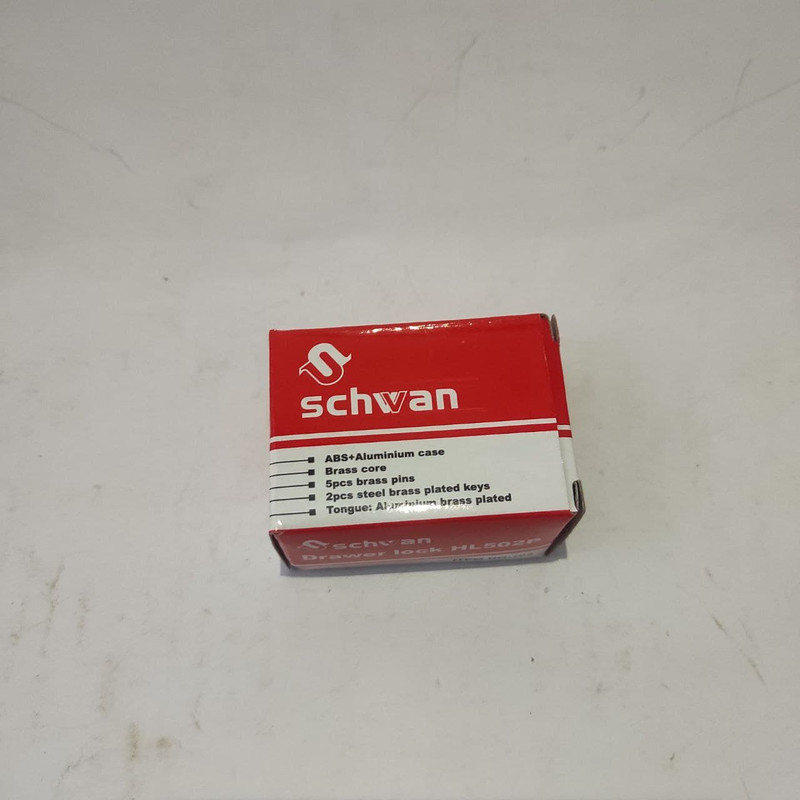 schwan
ABS+Aluminium case
Brass core
5pcs brass pins
2pcs steel brass plated keys
Tongue: Aluminium brass plated
schwan
Drawer lock HL502P